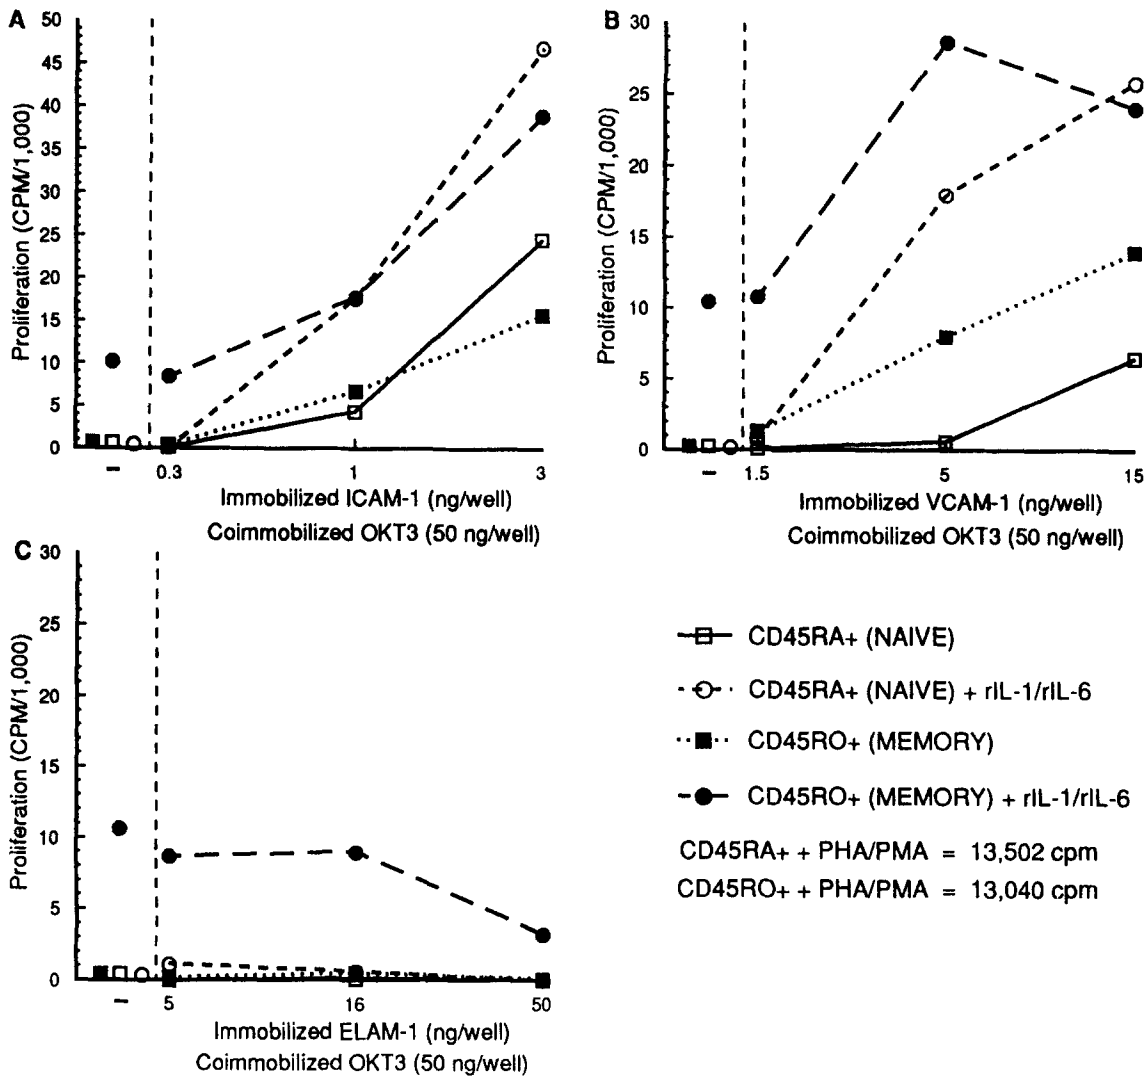 A
Proliferation (CPM/1,000)
50
45
40
35
30
25
20
15
10
5
0
–
0.3
1
3
Immobilized ICAM-1 (ng/well)
Coimmobilized OKT3 (50 ng/well)
B
Proliferation (CPM/1,000)
30
25
20
15
10
5
0
–
1.5
5
15
Immobilized VCAM-1 (ng/well)
Coimmobilized OKT3 (50 ng/well)
C
Proliferation (CPM/1,000)
30
25
20
15
10
5
0
–
5
16
50
Immobilized ELAM-1 (ng/well)
Coimmobilized OKT3 (50 ng/well)
CD45RA+ (NAIVE)
CD45RA+ (NAIVE) + rIL-1/rIL-6
CD45RO+ (MEMORY)
CD45RO+ (MEMORY) + rIL-1/rIL-6
CD45RA+ + PHA/PMA = 13,502 cpm
CD45RO+ + PHA/PMA = 13,040 cpm